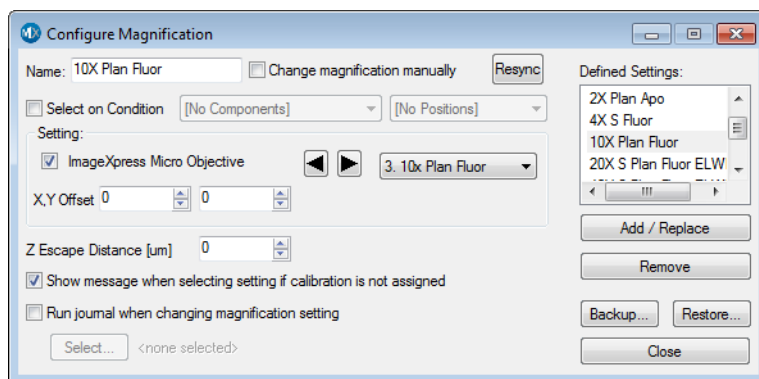 MX Configure Magnification
Name: 10X Plan Fluor Change magnification manually Resync
Select on Condition [No Components] [No Positions]
Setting:
ImageXpress Micro Objective 3. 10x Plan Fluor
X,Y Offset 0 0
Z Escape Distance [um] 0
Show message when selecting setting if calibration is not assigned
Run journal when changing magnification setting
Select... <none selected>
Defined Settings:
2X Plan Apo
4X S Fluor
10X Plan Fluor
20X S Plan Fluor ELW
Add / Replace
Remove
Backup... Restore...
Close